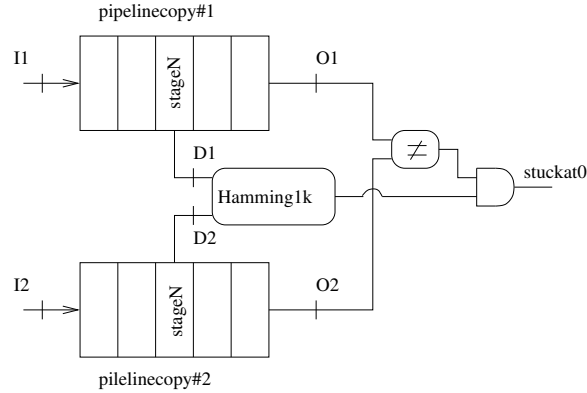 pipelinecopy#1
I1
O1
stageN
≠
D1
stuckat0
Hamming1k
D2
I2
O2
stageN
pilelinecopy#2